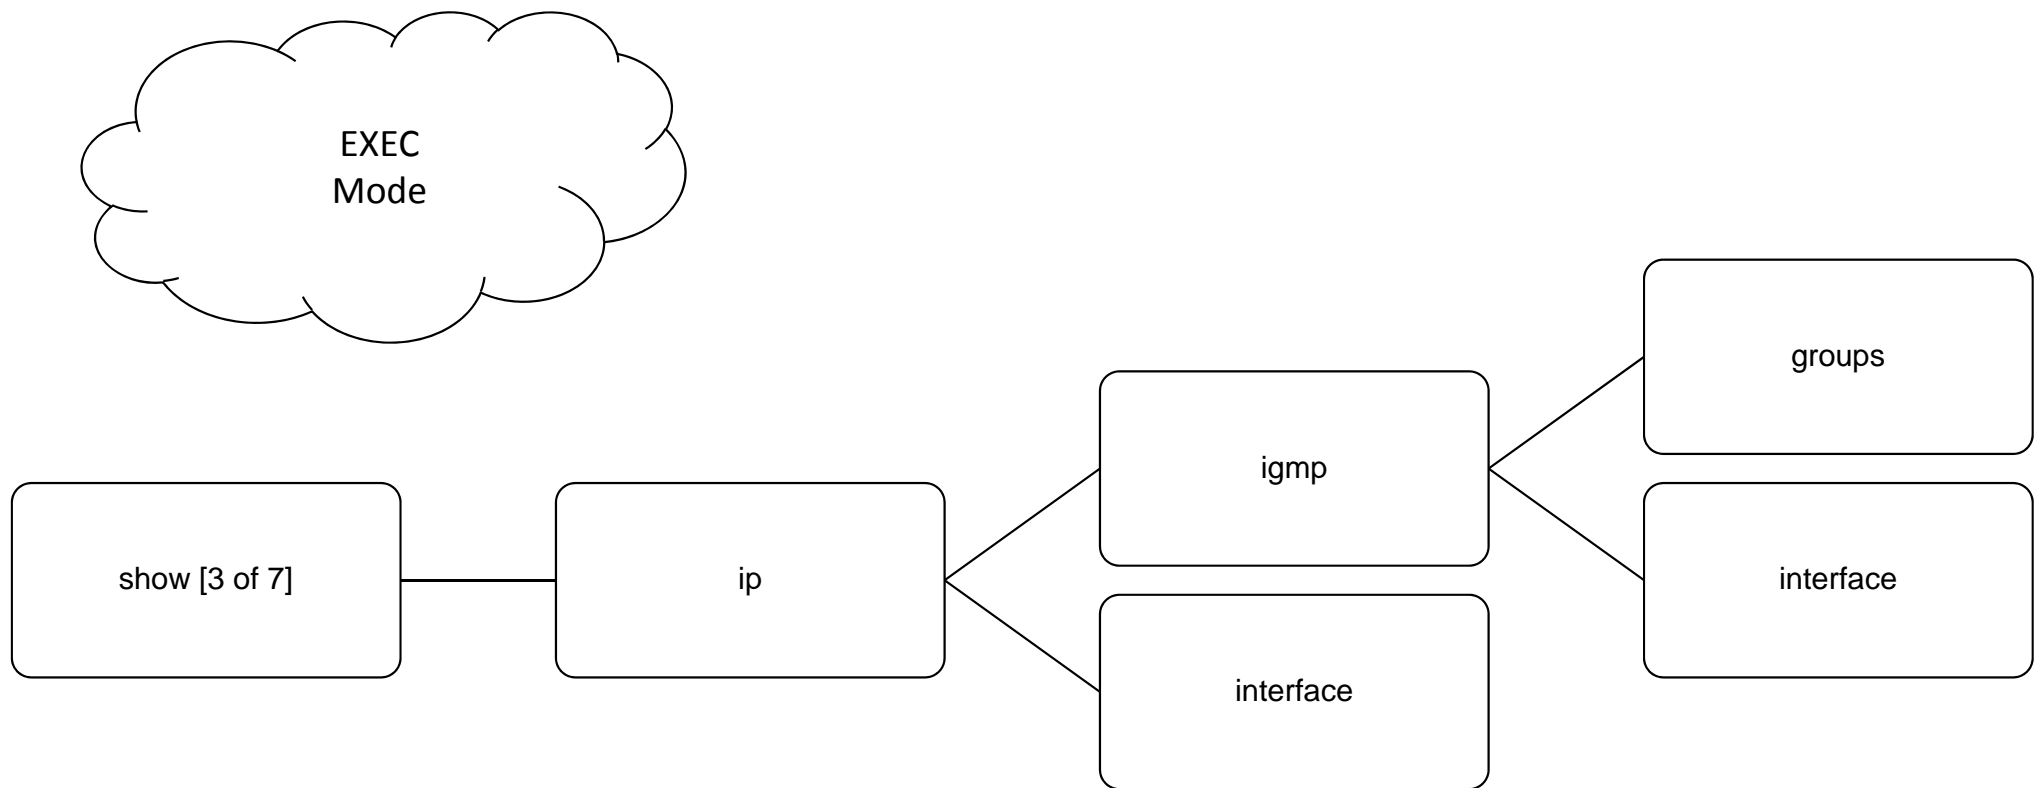 EXEC
Mode
groups
igmp
show [3 of 7]
ip
interface
interface